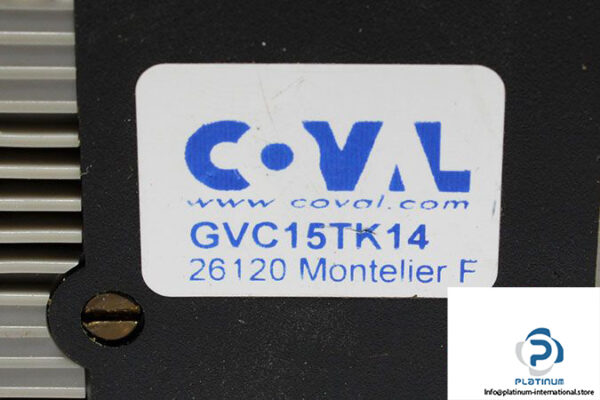 COVAL
www coval.com
GVC15TK14
26120 Montelier F
PLATINUM
Info@platinum-international.store